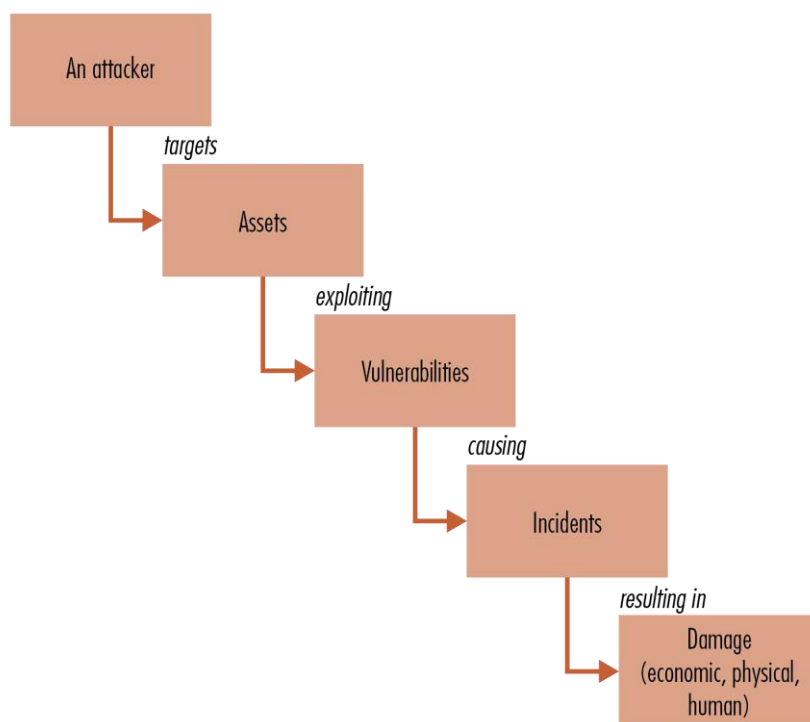 An attacker
targets
Assets
exploiting
Vulnerabilities
causing
Incidents
resulting in
Damage
(economic, physical,
human)